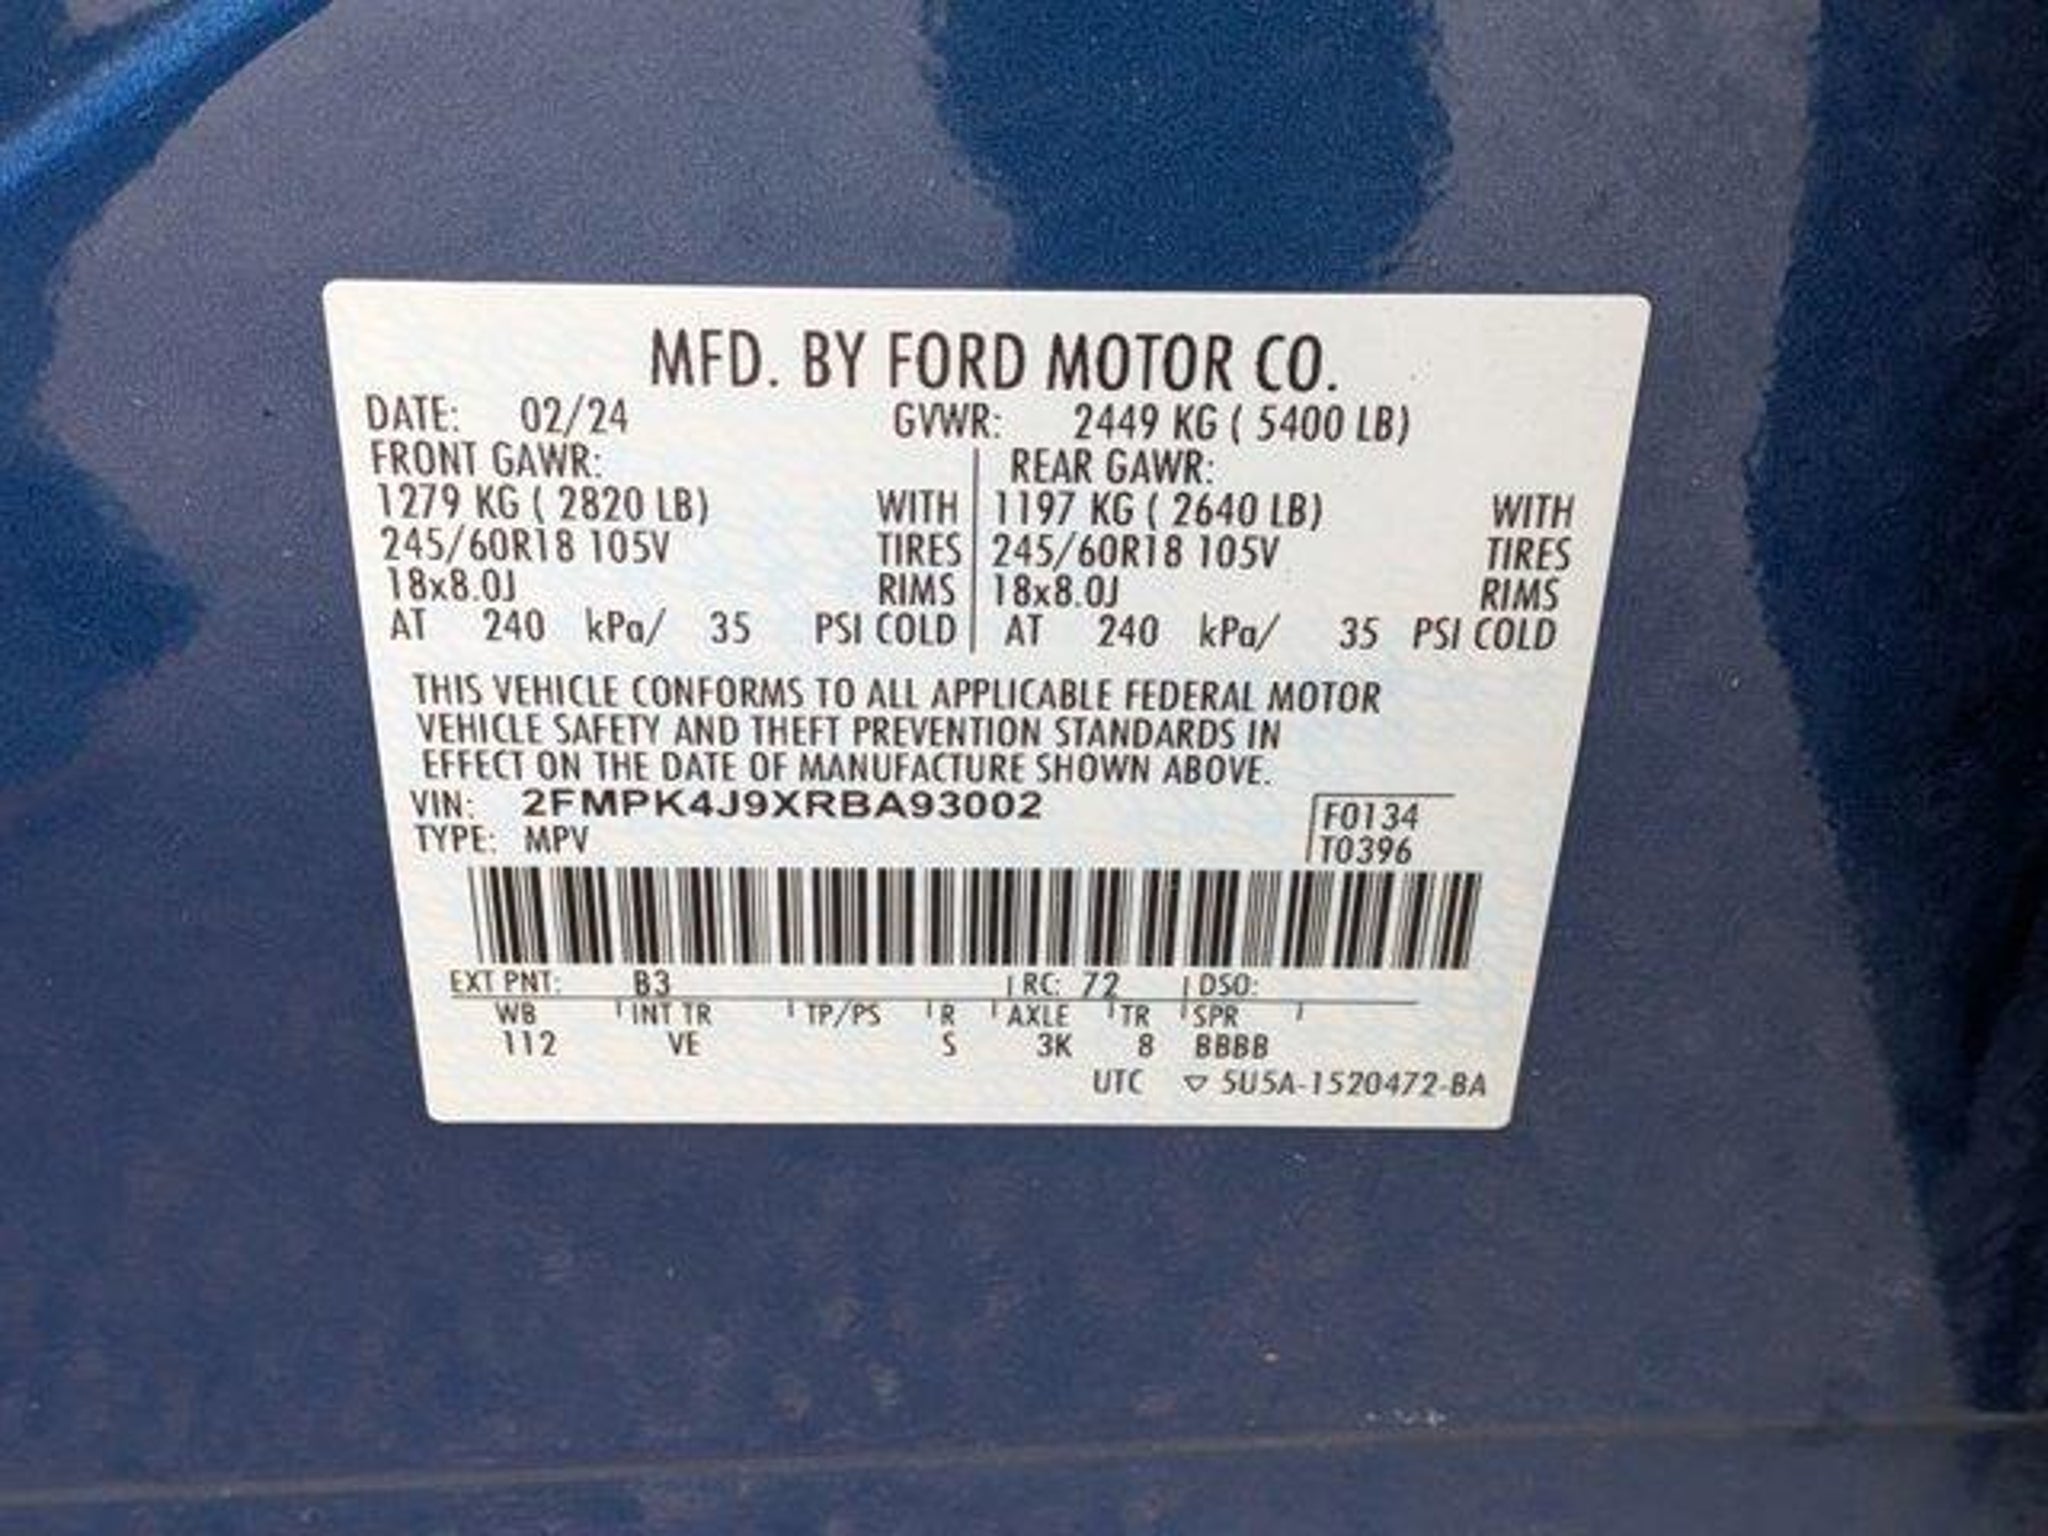 MFD. BY FORD MOTOR CO.
DATE: 02/24 GVWR: 2449 KG ( 5400 LB)
FRONT GAWR: REAR GAWR:
1279 KG ( 2820 LB) WITH 1197 KG ( 2640 LB) WITH
245/60R18 105V TIRES 245/60R18 105V TIRES
18x8.0J RIMS 18x8.0J RIMS
AT 240 kPa/ 35 PSI COLD AT 240 kPa/ 35 PSI COLD
THIS VEHICLE CONFORMS TO ALL APPLICABLE FEDERAL MOTOR
VEHICLE SAFETY AND THEFT PREVENTION STANDARDS IN
EFFECT ON THE DATE OF MANUFACTURE SHOWN ABOVE.
VIN: 2FMPK4J9XRBA93002 F0134
TYPE: MPV T0396
EXT PNT: B3 RC: 72 DSO:
WB INT TR TP/PS R AXLE TR SPR
112 VE S 3K 8 BBBB
UTC ▽ 5U5A-1520472-BA